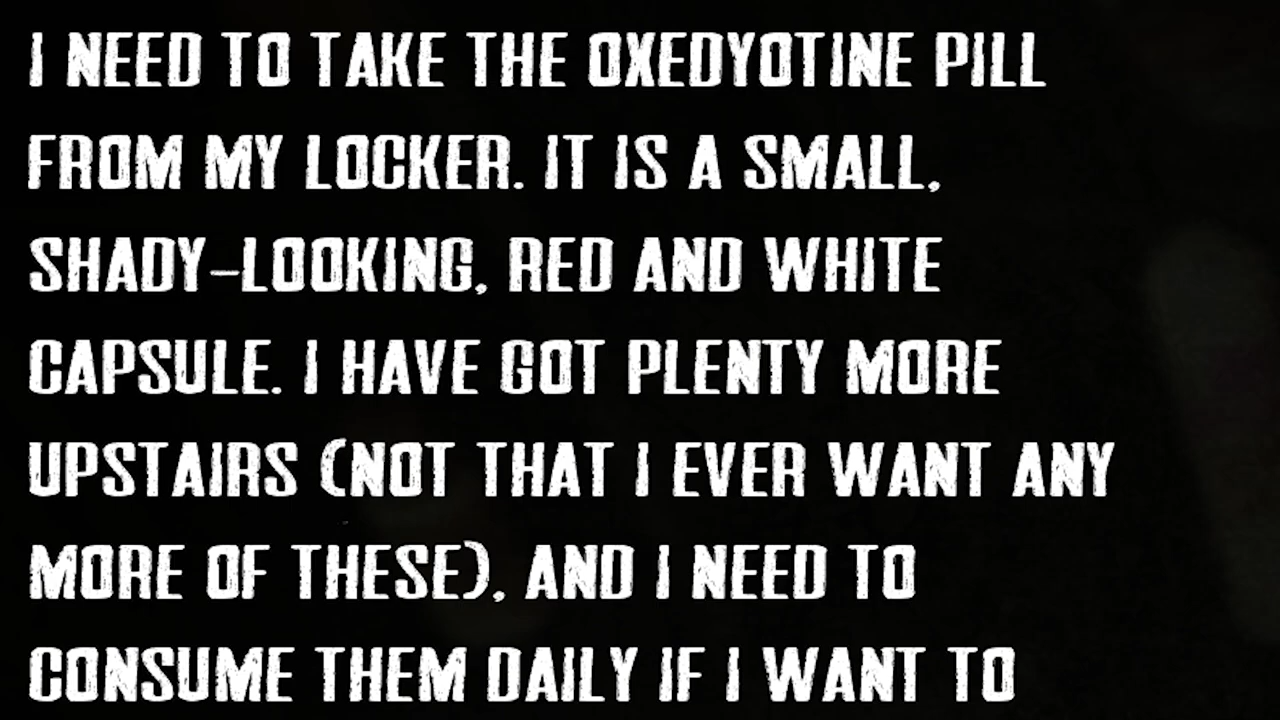 I NEED TO TAKE THE OXEDYOTINE PILL
FROM MY LOCKER. IT IS A SMALL,
SHADY-LOOKING, RED AND WHITE
CAPSULE. I HAVE GOT PLENTY MORE
UPSTAIRS (NOT THAT I EVER WANT ANY
MORE OF THESE), AND I NEED TO
CONSUME THEM DAILY IF I WANT TO